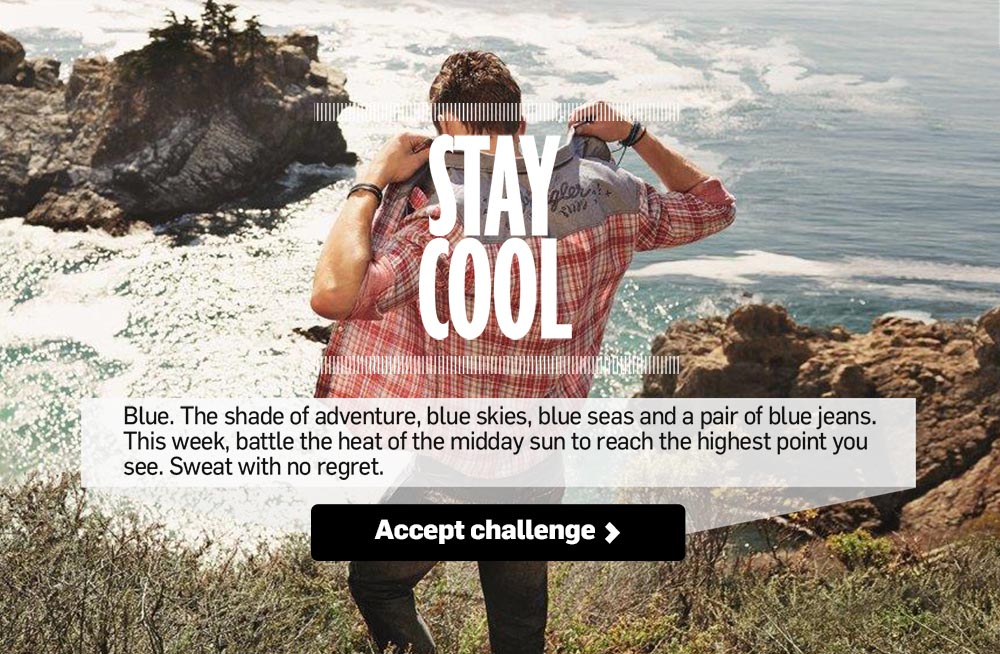 STAY
COOL
Blue. The shade of adventure, blue skies, blue seas and a pair of blue jeans.
This week, battle the heat of the midday sun to reach the highest point you
see. Sweat with no regret.
Accept challenge